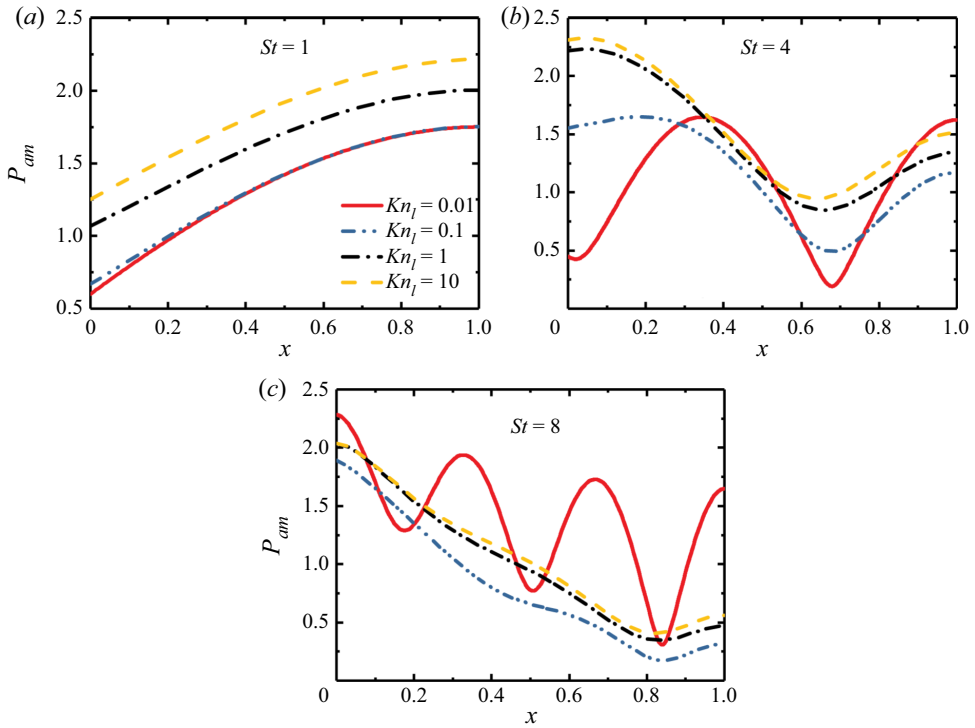 (a)
2.5
2.0
1.5
1.0
0.5
P_am
St = 1
Kn_l = 0.01
Kn_l = 0.1
Kn_l = 1
Kn_l = 10
0 0.2 0.4 0.6 0.8 1.0
x
(b)
2.5
2.0
1.5
1.0
0.5
St = 4
0 0.2 0.4 0.6 0.8 1.0
x
(c)
2.5
2.0
1.5
1.0
0.5
P_am
St = 8
0 0.2 0.4 0.6 0.8 1.0
x